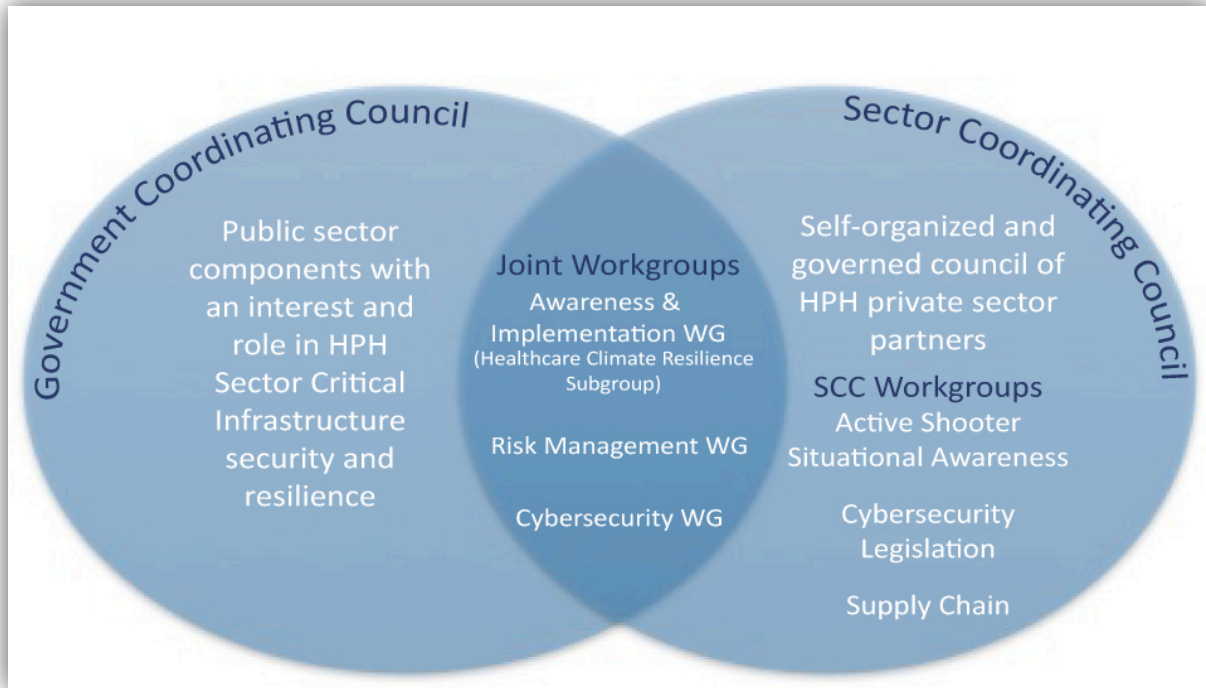 Government Coordinating Council
Public sector
components with
an interest and
role in HPH
Sector Critical
Infrastructure
security and
resilience
Joint Workgroups
Awareness &
Implementation WG
(Healthcare Climate Resilience
Subgroup)
Risk Management WG
Cybersecurity WG
Sector Coordinating Council
Self-organized and
governed council of
HPH private sector
partners
SCC Workgroups
Active Shooter
Situational Awareness
Cybersecurity
Legislation
Supply Chain